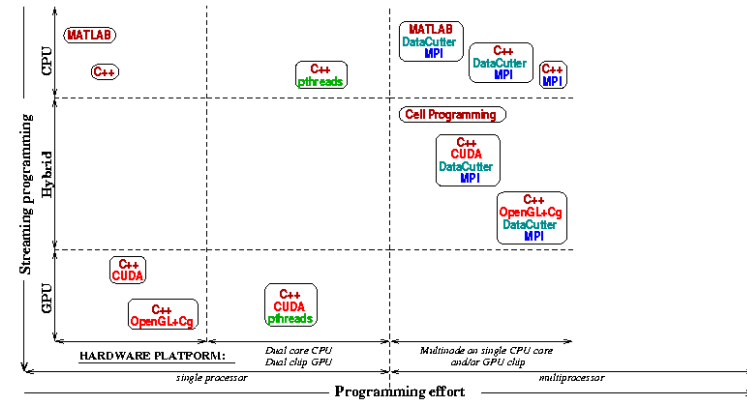 CPU
MATLAB
C++
C++
pthreads
MATLAB
DataCutter
MPI
C++
DataCutter
MPI
C++
MPI
Streaming programming
Hybrid
Cell Programming
C++
CUDA
DataCutter
MPI
C++
OpenGL+Cg
DataCutter
MPI
GPU
C++
CUDA
C++
OpenGL+Cg
C++
CUDA
pthreads
HARDWARE PLATFORM:
Dual core CPU
Dual chip GPU
Multinode on single CPU core
and/or GPU chip
single processor
multiprocessor
Programming effort